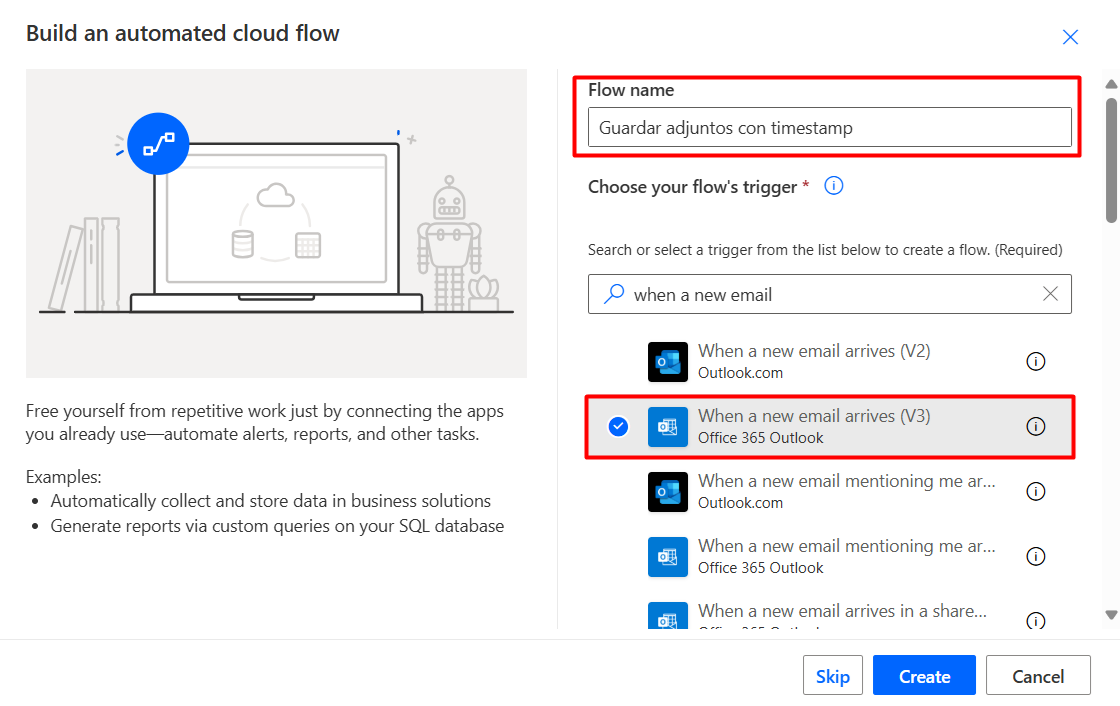 Build an automated cloud flow
Free yourself from repetitive work just by connecting the apps
you already use—automate alerts, reports, and other tasks.
Examples:
• Automatically collect and store data in business solutions
• Generate reports via custom queries on your SQL database
Flow name
Guardar adjuntos con timestamp
Choose your flow's trigger *
Search or select a trigger from the list below to create a flow. (Required)
when a new email
When a new email arrives (V2)
Outlook.com
When a new email arrives (V3)
Office 365 Outlook
When a new email mentioning me ar...
Outlook.com
When a new email mentioning me ar...
Office 365 Outlook
When a new email arrives in a share...
Office 365 Outlook
Skip
Create
Cancel